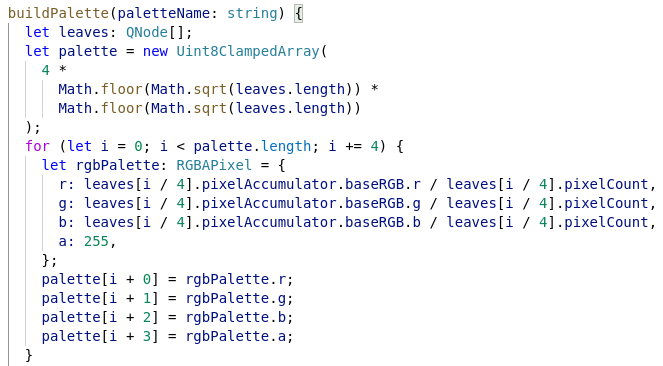 buildPalette(paletteName: string) {
  let leaves: QNode[];
  let palette = new Uint8ClampedArray(
    4 *
      Math.floor(Math.sqrt(leaves.length)) *
      Math.floor(Math.sqrt(leaves.length))
  );
  for (let i = 0; i < palette.length; i += 4) {
    let rgbPalette: RGBAPixel = {
      r: leaves[i / 4].pixelAccumulator.baseRGB.r / leaves[i / 4].pixelCount,
      g: leaves[i / 4].pixelAccumulator.baseRGB.g / leaves[i / 4].pixelCount,
      b: leaves[i / 4].pixelAccumulator.baseRGB.b / leaves[i / 4].pixelCount,
      a: 255,
    };
    palette[i + 0] = rgbPalette.r;
    palette[i + 1] = rgbPalette.g;
    palette[i + 2] = rgbPalette.b;
    palette[i + 3] = rgbPalette.a;
  }